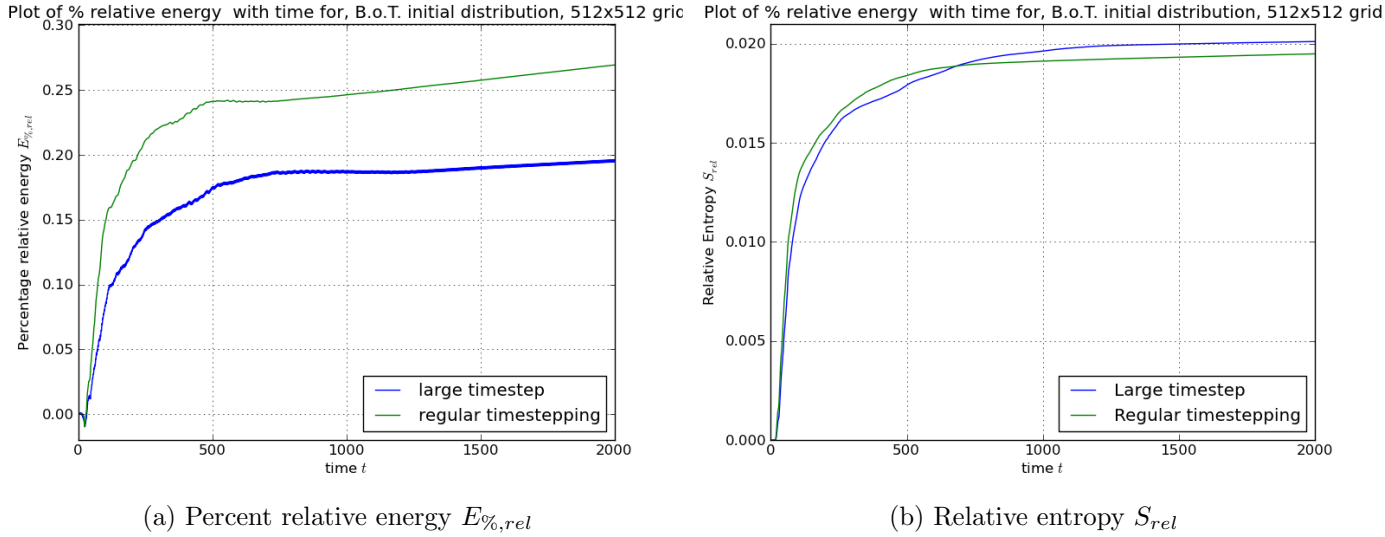 Plot of % relative energy  with time for, B.o.T. initial distribution, 512x512 grid
0.30
0.25
0.20
0.15
0.10
0.05
0.00
Percentage relative energy E%,rel
0
500
1000
1500
2000
time t
large timestep
regular timestepping
(a) Percent relative energy E%,rel
Plot of % relative energy  with time for, B.o.T. initial distribution, 512x512 grid
0.020
0.015
0.010
0.005
0.000
Relative Entropy Srel
0
500
1000
1500
2000
time t
Large timestep
Regular timestepping
(b) Relative entropy Srel